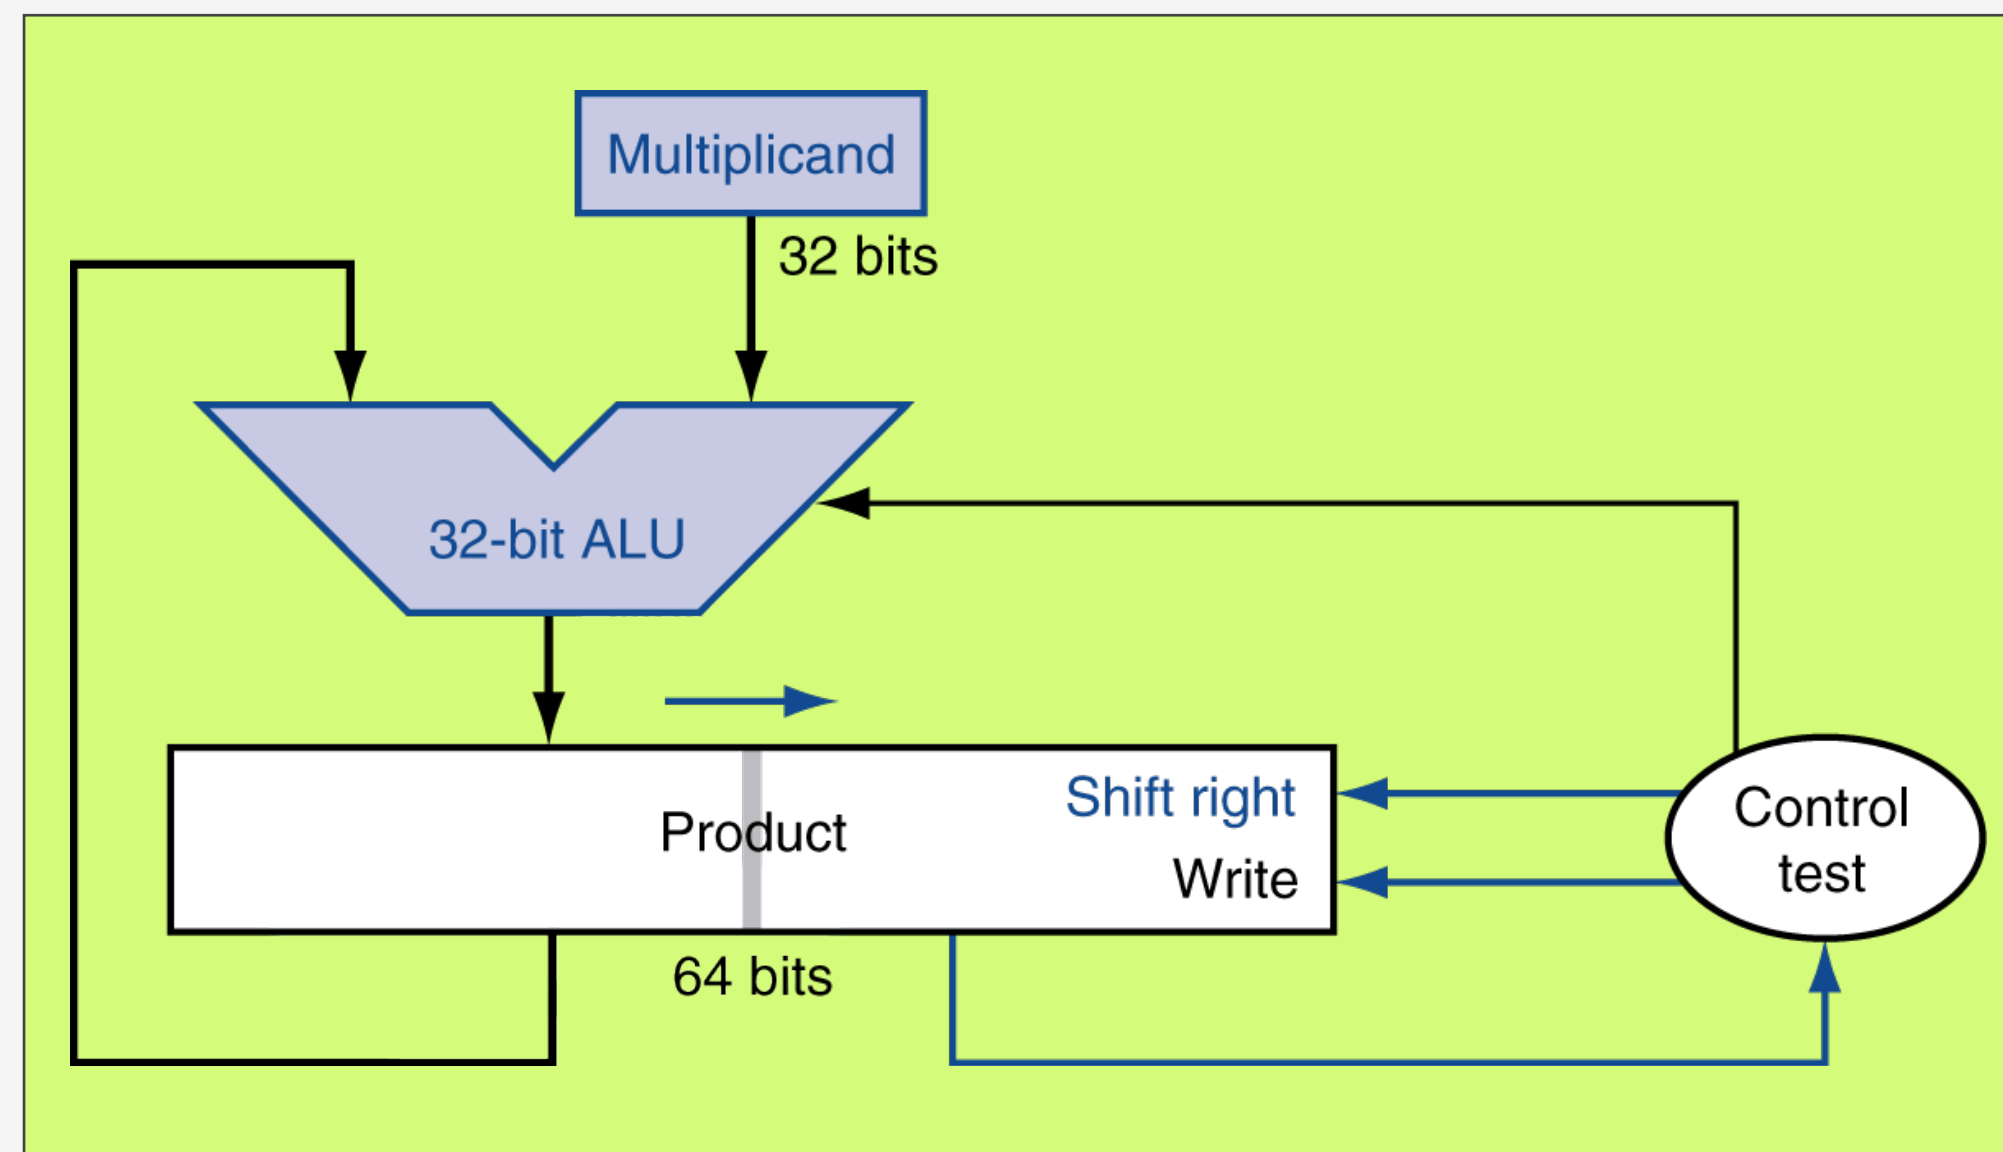 Multiplicand
32 bits
32-bit ALU
Product
Shift right
Write
64 bits
Control
test